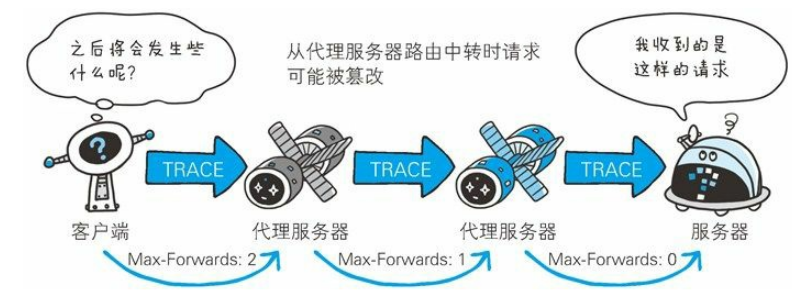 之后将会发生些
什么呢?
从代理服务器路由中转时请求
可能被篡改
我收到的是
这样的请求
?
TRACE
TRACE
TRACE
客户端
代理服务器
代理服务器
服务器
Max-Forwards: 2
Max-Forwards: 1
Max-Forwards: 0